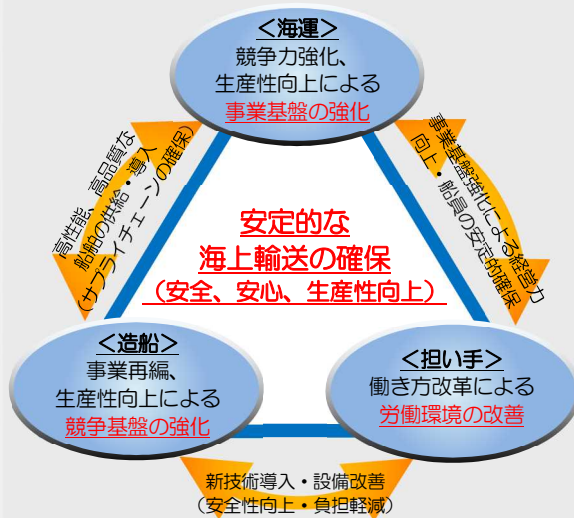 <海運>
競争力強化、
生産性向上による
事業基盤の強化
高性能、高品質な
船舶の供給・導入
(サプライチェーンの確保)
事業基盤強化による経営力
向上・船員の安定的確保
安定的な
海上輸送の確保
(安全、安心、生産性向上)
<造船>
事業再編、
生産性向上による
競争基盤の強化
<担い手>
働き方改革による
労働環境の改善
新技術導入・設備改善
(安全性向上・負担軽減)